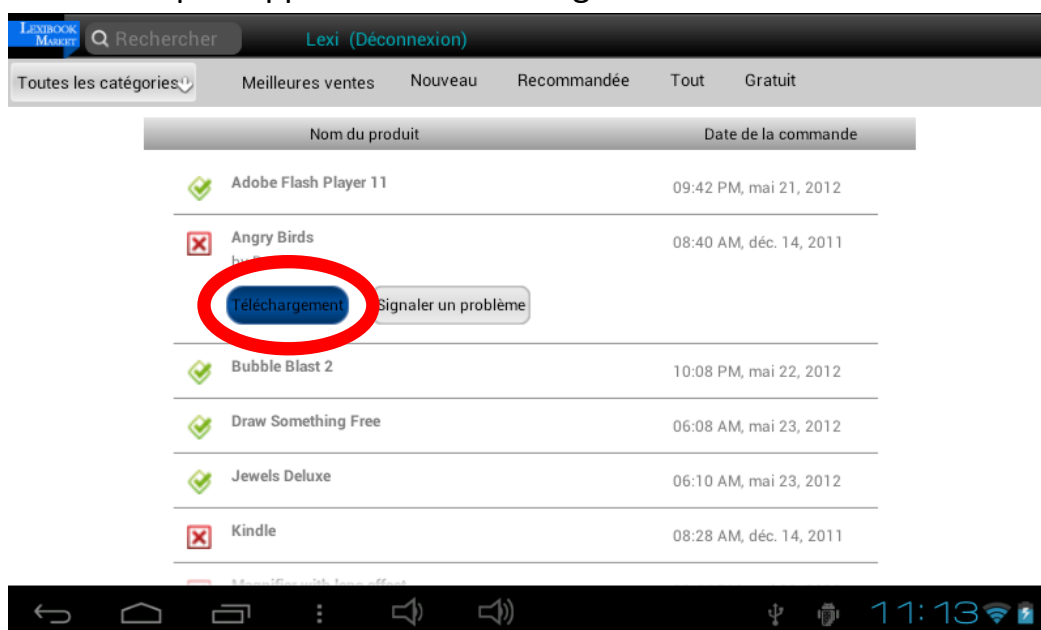 LEXIBOOK
MARKET
Rechercher
Lexi (Déconnexion)
Toutes les catégories
Meilleures ventes Nouveau Recommandée Tout Gratuit
Nom du produit Date de la commande
Adobe Flash Player 11 09:42 PM, mai 21, 2012
Angry Birds 08:40 AM, déc. 14, 2011
by
Téléchargement Signaler un problème
Bubble Blast 2 10:08 PM, mai 22, 2012
Draw Something Free 06:08 AM, mai 23, 2012
Jewels Deluxe 06:10 AM, mai 23, 2012
Kindle 08:28 AM, déc. 14, 2011
11:13